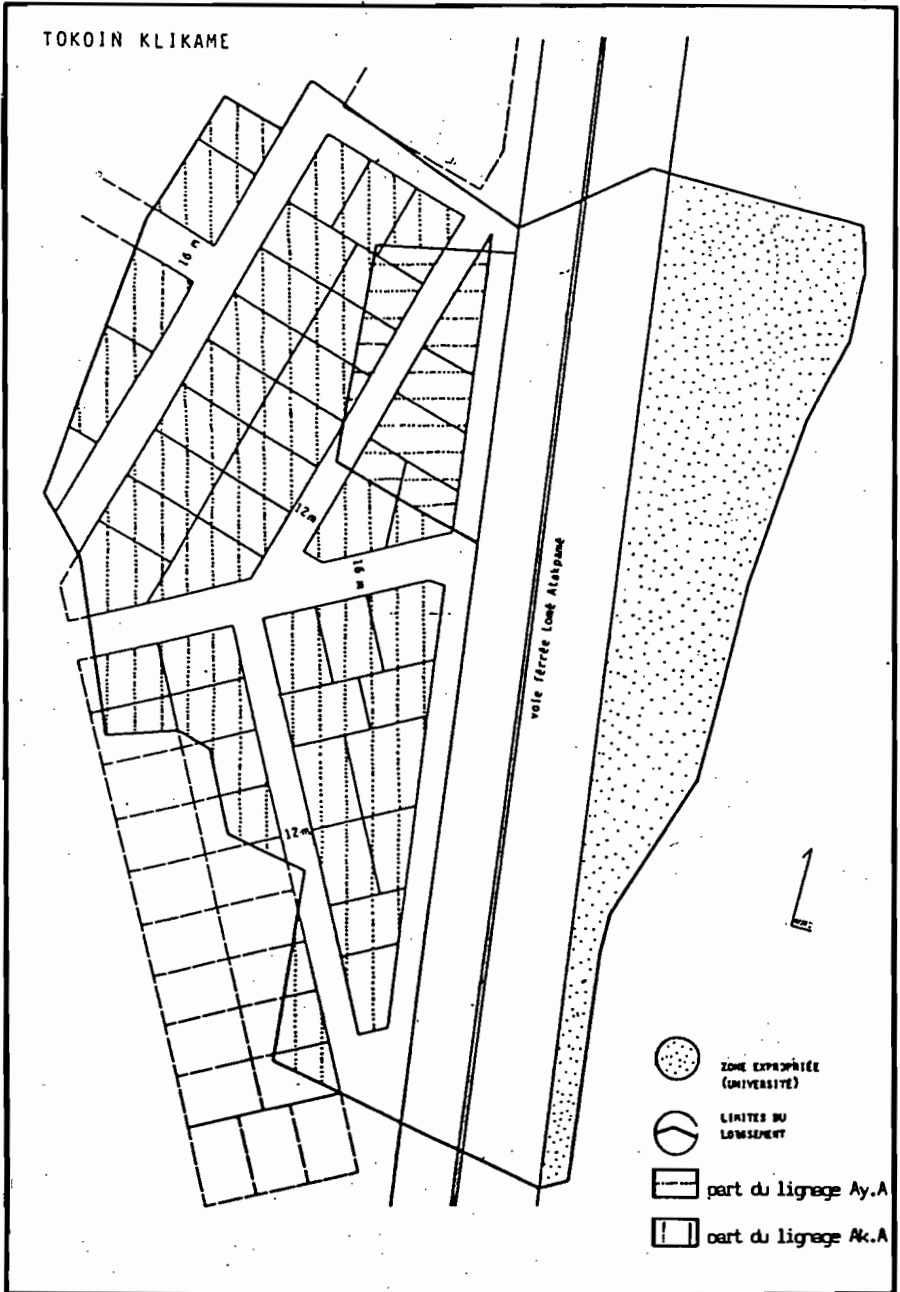 TOKOIN KLIKAME
16 m
12m
16 m
voie ferrée Lomé Atakpamé
12m
ZONE EXPROPRIÉE
(UNIVERSITÉ)
LIMITES DU
LOTISSEMENT
part du lignage Ay.A
part du lignage Ak.A